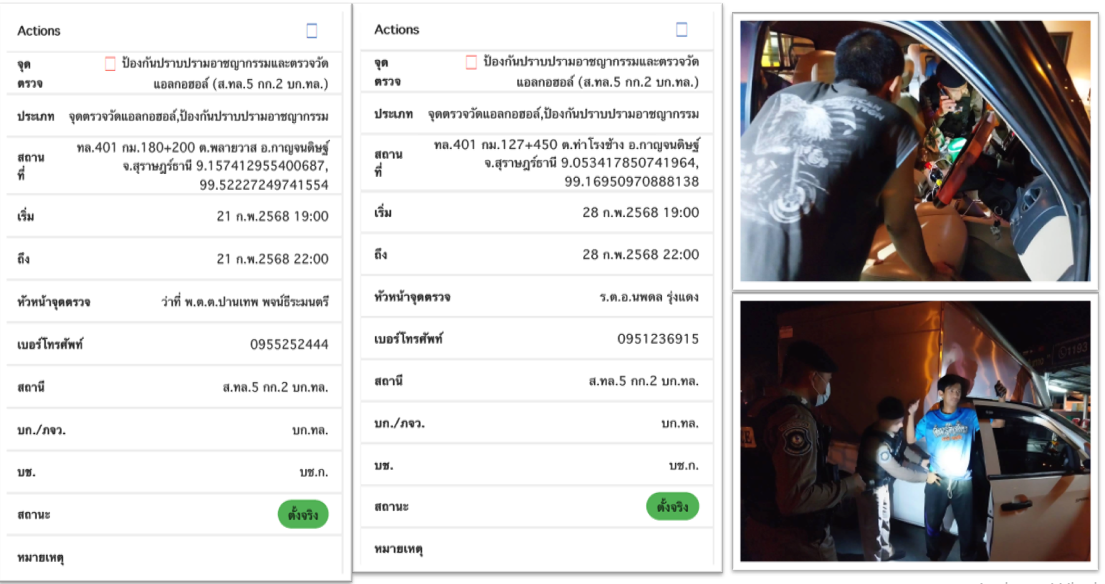 Actions
จุด
ตรวจ
ป้องกันปราบปรามอาชญากรรมและตรวจวัด
แอลกอฮอล์ (ส.ทล.5 กก.2 บก.ทล.)
ประเภท จุดตรวจวัดแอลกอฮอล์,ป้องกันปราบปรามอาชญากรรม
สถาน
ที่
ทล.401 กม.180+200 ต.พลายวาส อ.กาญจนดิษฐ์
จ.สุราษฎร์ธานี 9.157412955400687,
99.52227249741554
เริ่ม 21 ก.พ.2568 19:00
ถึง 21 ก.พ.2568 22:00
หัวหน้าจุดตรวจ ว่าที่ พ.ต.ต.ปานเทพ พจน์ธีระมนตรี
เบอร์โทรศัพท์ 0955252444
สถานี ส.ทล.5 กก.2 บก.ทล.
บก./ภจว. บก.ทล.
บช. บช.ก.
สถานะ ตั้งจริง
หมายเหตุ
Actions
จุด
ตรวจ
ป้องกันปราบปรามอาชญากรรมและตรวจวัด
แอลกอฮอล์ (ส.ทล.5 กก.2 บก.ทล.)
ประเภท จุดตรวจวัดแอลกอฮอล์,ป้องกันปราบปรามอาชญากรรม
สถาน
ที่
ทล.401 กม.127+450 ต.ท่าโรงช้าง อ.กาญจนดิษฐ์
จ.สุราษฎร์ธานี 9.053417850741964,
99.16950970888138
เริ่ม 28 ก.พ.2568 19:00
ถึง 28 ก.พ.2568 22:00
หัวหน้าจุดตรวจ ร.ต.อ.นพดล รุ่งแดง
เบอร์โทรศัพท์ 0951236915
สถานี ส.ทล.5 กก.2 บก.ทล.
บก./ภจว. บก.ทล.
บช. บช.ก.
สถานะ ตั้งจริง
หมายเหตุ
1193